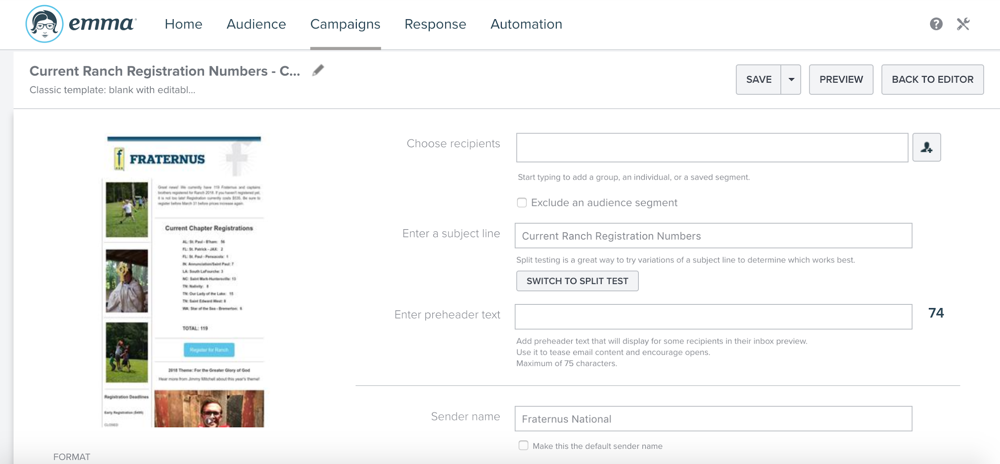 emma
Home
Audience
Campaigns
Response
Automation
Current Ranch Registration Numbers - C...
Classic template: blank with editabl...
SAVE
PREVIEW
BACK TO EDITOR
f FRATERNUS
Great news! We currently have 119 Fraternus and captains
brothers registered for Ranch 2018. If you haven't registered yet,
it is not too late! Registration currently costs $535. Be sure to
register before March 31 before prices increase again.
Current Chapter Registrations
AL: St. Paul - B'ham: 56
FL: St. Patrick - JAX: 2
FL: St. Paul - Pensacola: 1
IN: Annunciation/Saint Paul: 7
LA: South LaFourche: 3
NC: Saint Mark-Huntersville: 13
TN: Nativity: 8
TN: Our Lady of the Lake: 15
TN: Saint Edward West: 8
WA: Star of the Sea - Bremerton: 6
TOTAL: 119
Register for Ranch
2018 Theme: For the Greater Glory of God
Hear more from Jimmy Mitchell about this year's theme!
Registration Deadlines
Early Registration ($495)
CLOSED
FORMAT
Choose recipients
Start typing to add a group, an individual, or a saved segment.
Exclude an audience segment
Enter a subject line
Current Ranch Registration Numbers
Split testing is a great way to try variations of a subject line to determine which works best.
SWITCH TO SPLIT TEST
Enter preheader text
74
Add preheader text that will display for some recipients in their inbox preview.
Use it to tease email content and encourage opens.
Maximum of 75 characters.
Sender name
Fraternus National
Make this the default sender name